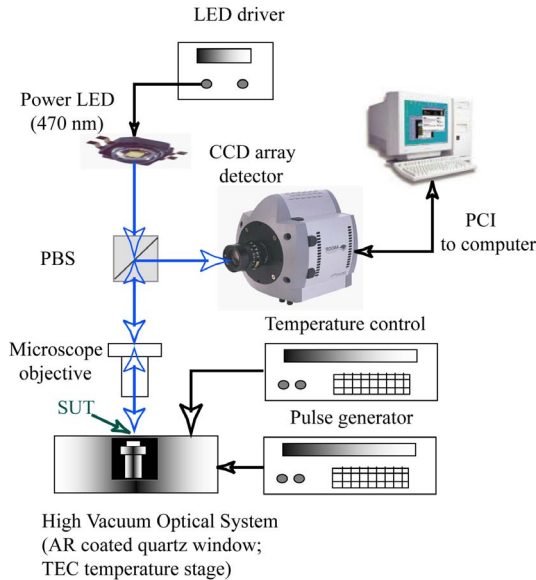 LED driver
Power LED
(470 nm)
CCD array
detector
PBS
PCI
to computer
Microscope
objective
Temperature control
SUT
Pulse generator
High Vacuum Optical System
(AR coated quartz window;
TEC temperature stage)